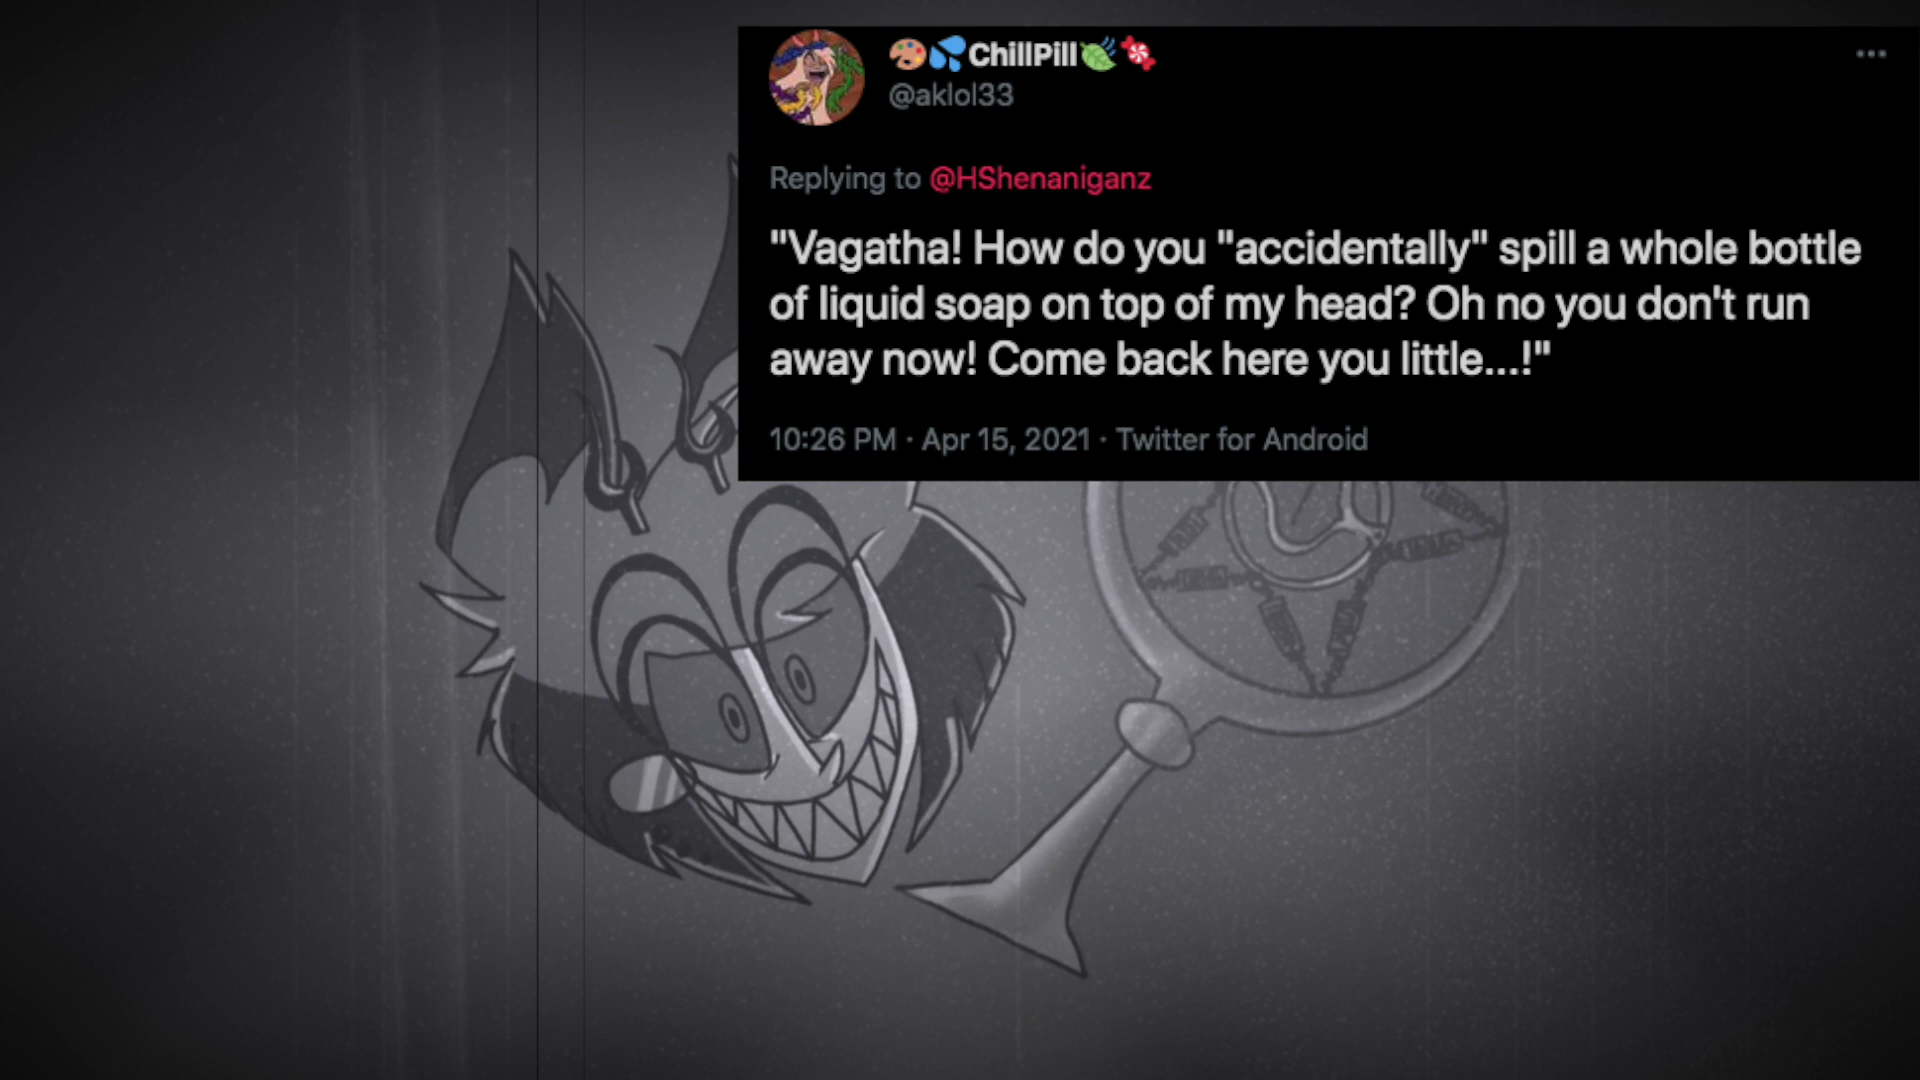 🎨💦ChillPill🍃🍬
@aklol33
Replying to @HShenaniganz
"Vagatha! How do you "accidentally" spill a whole bottle
of liquid soap on top of my head? Oh no you don't run
away now! Come back here you little...!"
10:26 PM · Apr 15, 2021 · Twitter for Android